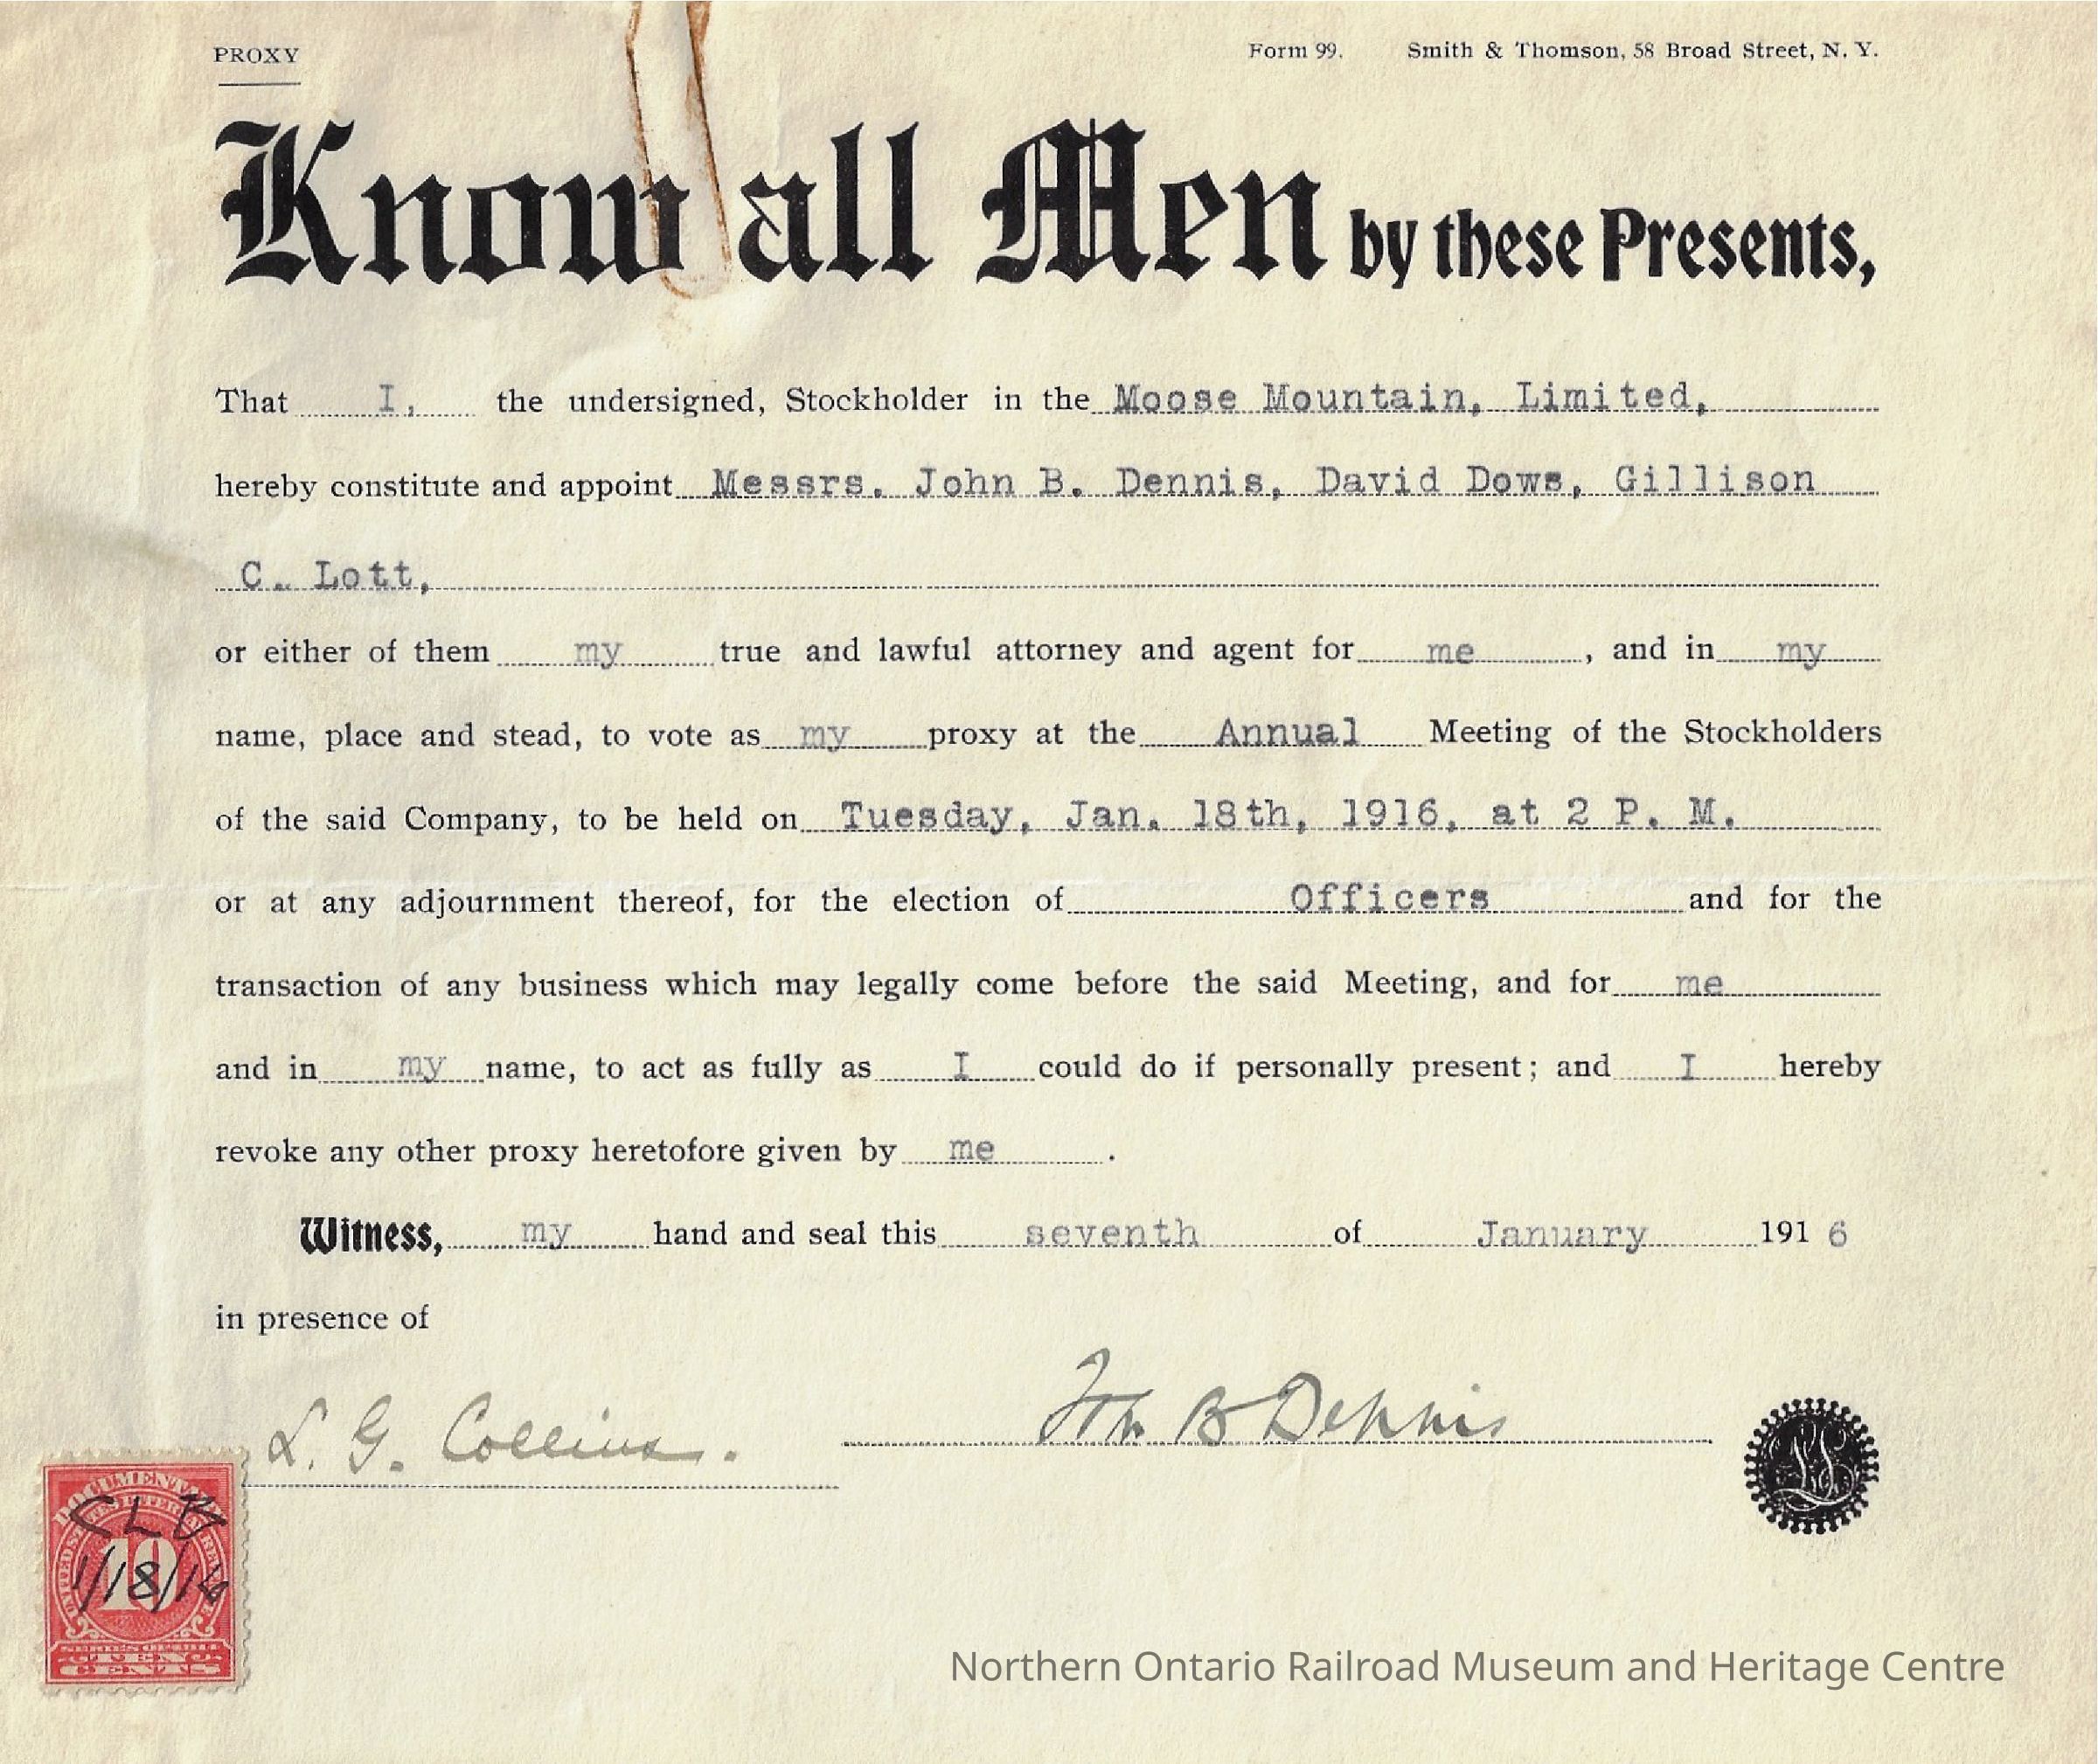 PROXY
Form 99. Smith & Thomson, 58 Broad Street, N. Y.
Know all Men by these Presents,
That I, the undersigned, Stockholder in the Moose Mountain, Limited,
hereby constitute and appoint Messrs. John B. Dennis, David Dows, Gillison
C. Lott,
or either of them my true and lawful attorney and agent for me, and in my
name, place and stead, to vote as my proxy at the Annual Meeting of the Stockholders
of the said Company, to be held on Tuesday, Jan. 18th, 1916, at 2 P. M.
or at any adjournment thereof, for the election of Officers and for the
transaction of any business which may legally come before the said Meeting, and for me
and in my name, to act as fully as I could do if personally present; and I hereby
revoke any other proxy heretofore given by me.
Witness, my hand and seal this seventh of January 1916
in presence of
B Dennis
L. G. Collins.
LS
DOCUMENTARY
CLB
10
1/18/16
CENTS
Northern Ontario Railroad Museum and Heritage Centre